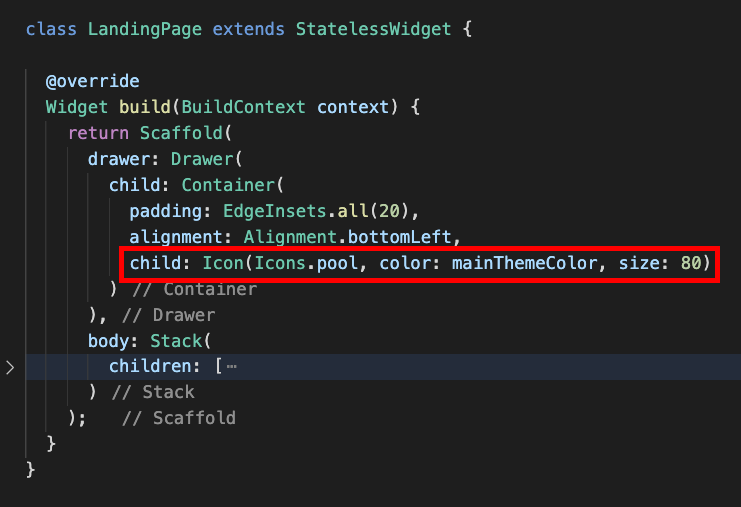 class LandingPage extends StatelessWidget {
@override
Widget build(BuildContext context) {
return Scaffold(
drawer: Drawer(
child: Container(
padding: EdgeInsets.all(20),
alignment: Alignment.bottomLeft,
child: Icon(Icons.pool, color: mainThemeColor, size: 80)
) // Container
), // Drawer
body: Stack(
children: [⋯
) // Stack
); // Scaffold
}
}